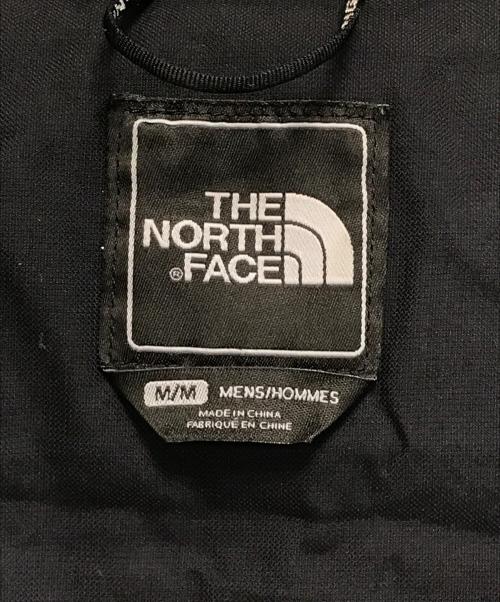 THE
NORTH
® FACE
M/M MENS/HOMMES
MADE IN CHINA
FABRIQUÉ EN CHINE